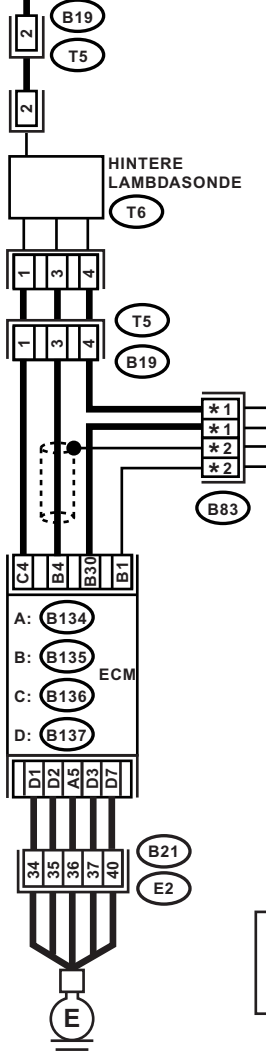 B19
2
T5
2
HINTERE
LAMBDASONDE
T6
1 3 4
T5
1 3 4
B19
*1
*1
*2
*2
B83
C4 B4 B30 B1
A: B134
B: B135
ECM
C: B136
D: B137
D1 D2 A5 D3 D7
B21
34 35 36 37 40
E2
E